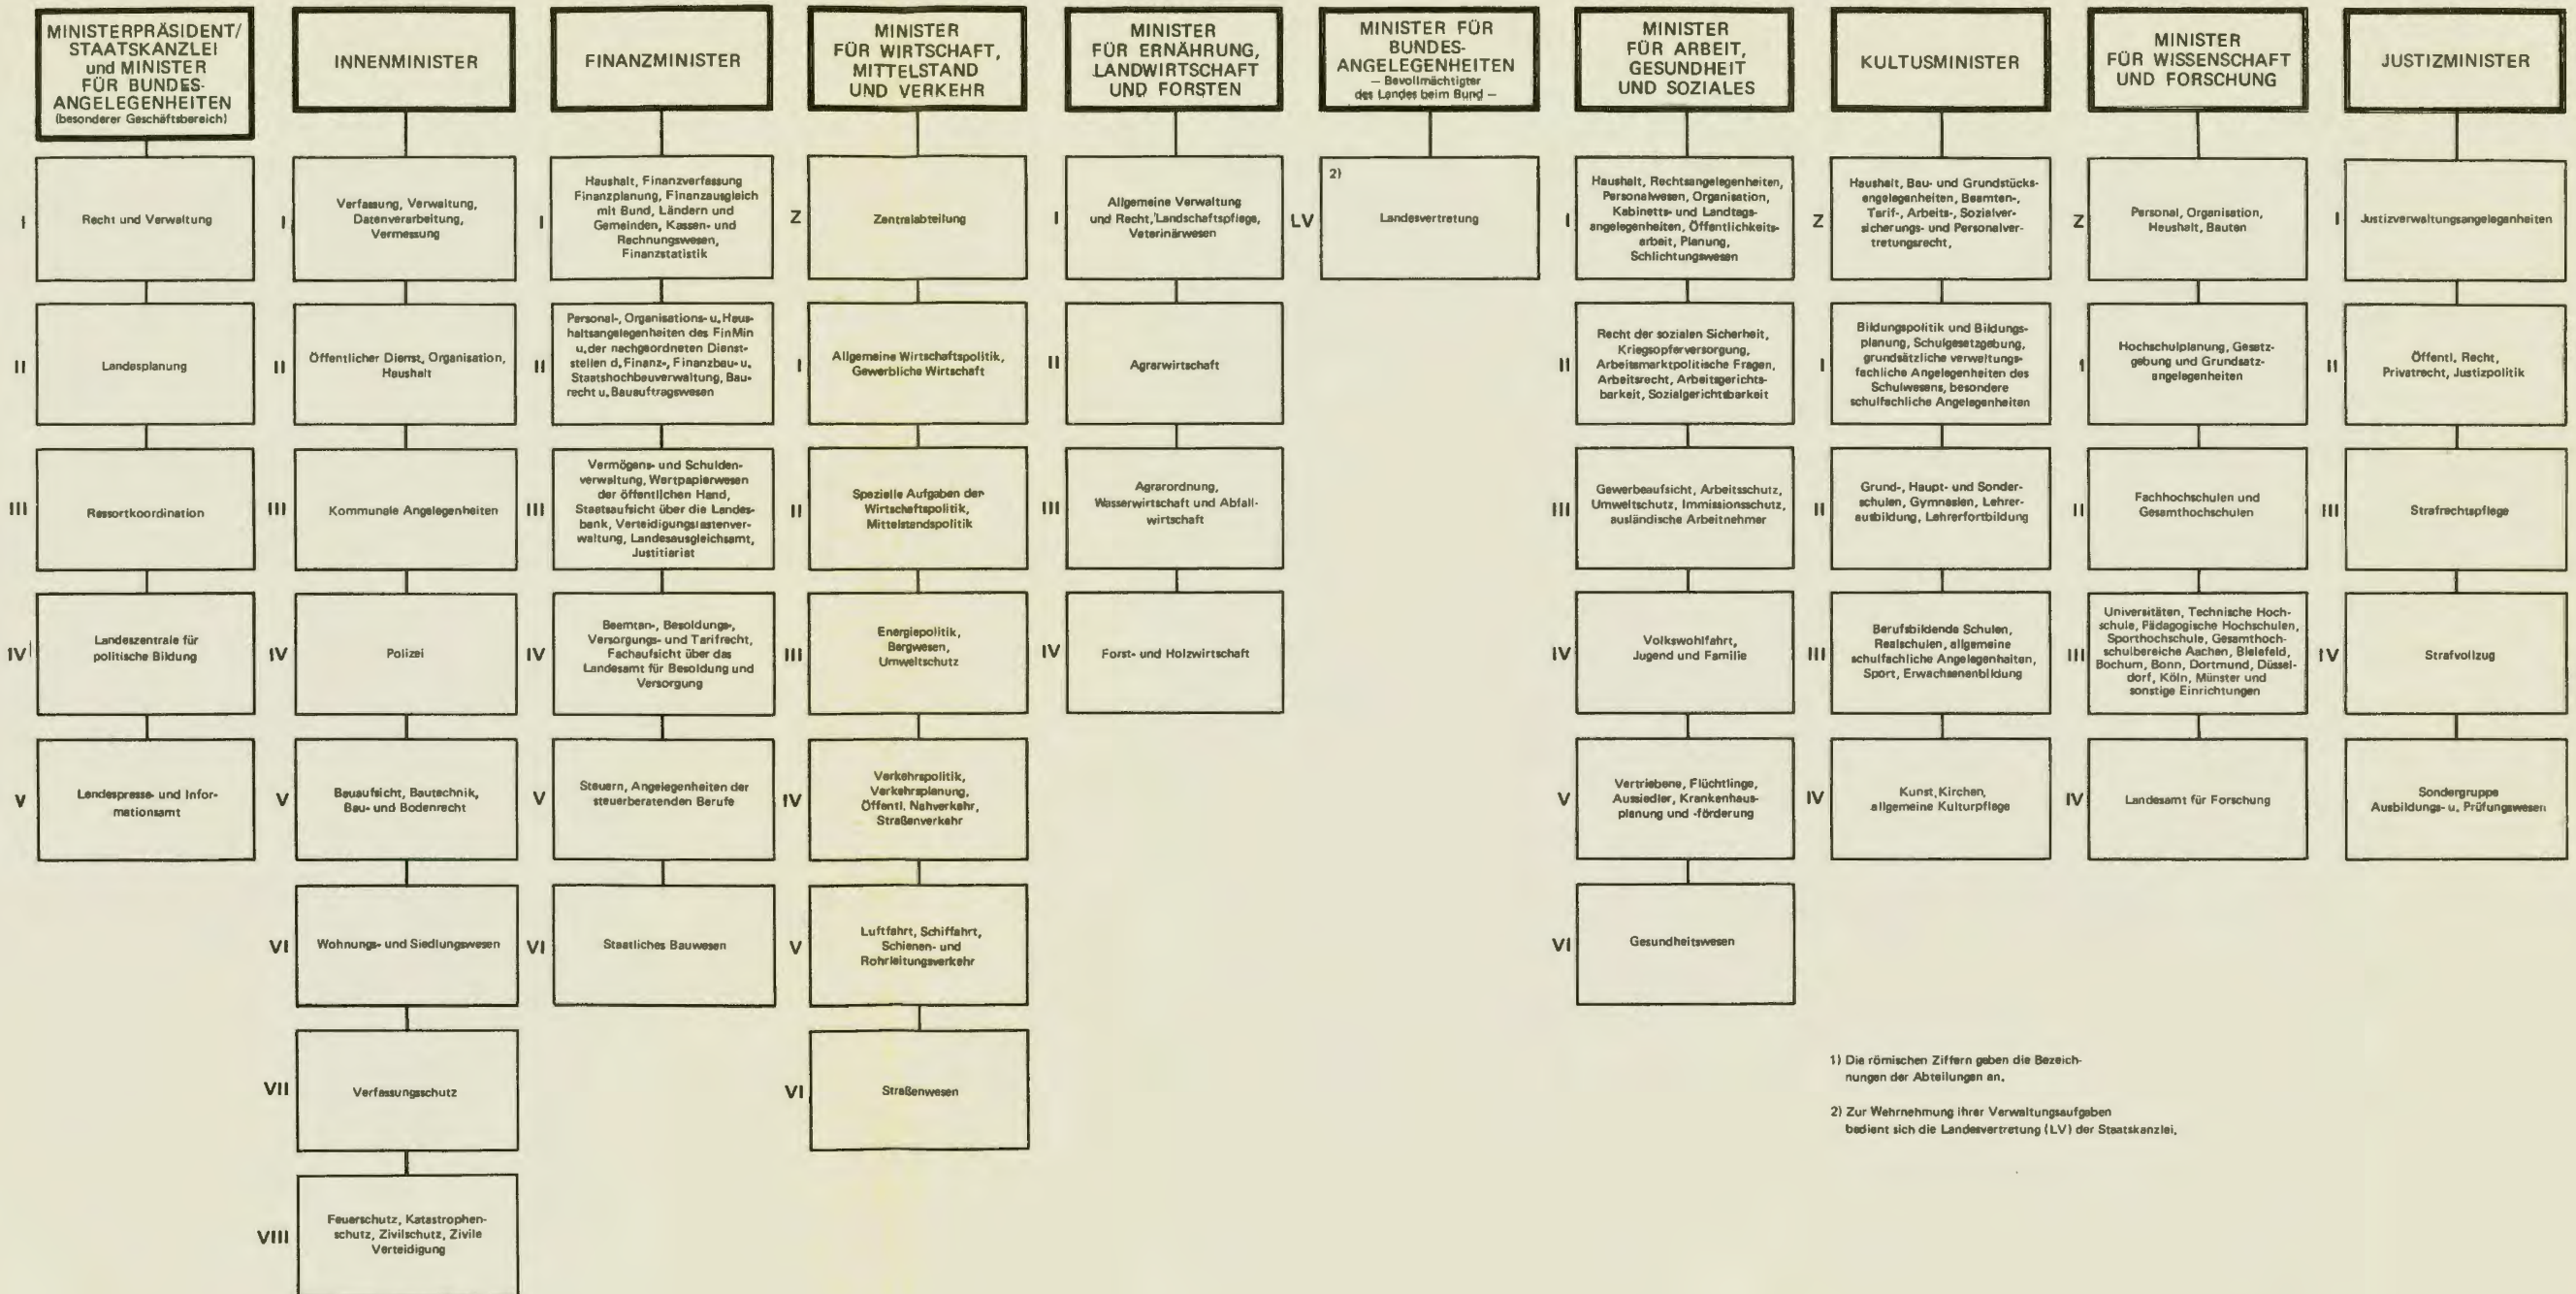 MINISTERPRÄSIDENT/
STAATSKANZLEI
und MINISTER
FÜR BUNDES-
ANGELEGENHEITEN
(besonderer Geschäftsbereich)
I
Recht und Verwaltung
II
Landesplanung
III
Ressortkoordination
IV
Landeszentrale für
politische Bildung
V
Landespresse- und Infor-
mationsamt
INNENMINISTER
I
Verfassung, Verwaltung,
Datenverarbeitung,
Vermessung
II
Öffentlicher Dienst, Organisation,
Haushalt
III
Kommunale Angelegenheiten
IV
Polizei
V
Bauaufsicht, Bautechnik,
Bau- und Bodenrecht
VI
Wohnungs- und Siedlungswesen
VII
Verfassungsschutz
VIII
Feuerschutz, Katastrophen-
schutz, Zivilschutz, Zivile
Verteidigung
FINANZMINISTER
I
Haushalt, Finanzverfassung
Finanzplanung, Finanzausgleich
mit Bund, Ländern und
Gemeinden, Kassen- und
Rechnungswesen,
Finanzstatistik
II
Personal-, Organisations- u. Haus-
haltsangelegenheiten des FinMin
u. der nachgeordneten Dienst-
stellen d. Finanz-, Finanzbau- u.
Staatshochbauverwaltung, Bau-
recht u. Bauauftragswesen
III
Vermögens- und Schulden-
verwaltung, Wertpapierwesen
der öffentlichen Hand,
Staatsaufsicht über die Landes-
bank, Verteidigungslastenver-
waltung, Landesausgleichsamt,
Justitiariat
IV
Beamtan-, Besoldungs-,
Versorgungs- und Tarifrecht,
Fachaufsicht über das
Landesamt für Besoldung und
Versorgung
V
Steuern, Angelegenheiten der
steuerberatenden Berufe
VI
Staatliches Bauwesen
MINISTER
FÜR WIRTSCHAFT,
MITTELSTAND
UND VERKEHR
Z
Zentralabteilung
I
Allgemeine Wirtschaftspolitik,
Gewerbliche Wirtschaft
II
Spezielle Aufgaben der
Wirtschaftspolitik,
Mittelstandspolitik
III
Energiepolitik,
Bergwesen,
Umweltschutz
IV
Verkehrspolitik,
Verkehrsplanung,
Öffentl. Nahverkehr,
Straßenverkehr
V
Luftfahrt, Schiffahrt,
Schienen- und
Rohrleitungsverkehr
VI
Straßenwesen
MINISTER
FÜR ERNÄHRUNG,
LANDWIRTSCHAFT
UND FORSTEN
I
Allgemeine Verwaltung
und Recht, Landschaftspflege,
Veterinärwesen
II
Agrarwirtschaft
III
Agrarordnung,
Wasserwirtschaft und Abfall-
wirtschaft
IV
Forst- und Holzwirtschaft
MINISTER FÜR
BUNDES-
ANGELEGENHEITEN
— Bevollmächtigter
des Landes beim Bund —
LV
2)
Landesvertretung
MINISTER
FÜR ARBEIT,
GESUNDHEIT
UND SOZIALES
I
Haushalt, Rechtsangelegenheiten,
Personalwesen, Organisation,
Kabinetts- und Landtags-
angelegenheiten, Öffentlichkeits-
arbeit, Planung,
Schlichtungswesen
II
Recht der sozialen Sicherheit,
Kriegsopferversorgung,
Arbeitsmarktpolitische Fragen,
Arbeitsrecht, Arbeitsgerichts-
barkeit, Sozialgerichtsbarkeit
III
Gewerbeaufsicht, Arbeitsschutz,
Umweltschutz, Immissionsschutz,
ausländische Arbeitnehmer
IV
Volkswohlfahrt,
Jugend und Familie
V
Vertriebene, Flüchtlinge,
Aussiedler, Krankenhaus-
planung und -förderung
VI
Gesundheitswesen
KULTUSMINISTER
Z
Haushalt, Bau- und Grundstücks-
angelegenheiten, Beamten-,
Tarif-, Arbeits-, Sozialver-
sicherungs- und Personalver-
tretungsrecht,
I
Bildungspolitik und Bildungs-
planung, Schulgesetzgebung,
grundsätzliche verwaltungs-
fachliche Angelegenheiten des
Schulwesens, besondere
schulfachliche Angelegenheiten
II
Grund-, Haupt- und Sonder-
schulen, Gymnasien, Lehrer-
ausbildung, Lehrerfortbildung
III
Berufsbildende Schulen,
Realschulen, allgemeine
schulfachliche Angelegenhaiten,
Sport, Erwachsenenbildung
IV
Kunst, Kirchen,
allgemeine Kulturpflege
MINISTER
FÜR WISSENSCHAFT
UND FORSCHUNG
Z
Personal, Organisation,
Haushalt, Bauten
I
Hochschulplanung, Gesetz-
gebung und Grundsatz-
angelegenheiten
II
Fachhochschulen und
Gesamthochschulen
III
Universitäten, Technische Hoch-
schule, Pädagogische Hochschulen,
Sporthochschule, Gesamthoch-
schulbereiche Aachen, Bielefeld,
Bochum, Bonn, Dortmund, Düssel-
dorf, Köln, Münster und
sonstige Einrichtungen
IV
Landesamt für Forschung
JUSTIZMINISTER
I
Justizverwaltungsangelegenheiten
II
Öffentl. Recht,
Privatrecht, Justizpolitik
III
Strafrechtspflege
IV
Strafvollzug
Sondergruppe
Ausbildungs- u. Prüfungswesen
1) Die römischen Ziffern geben die Bezeich-
nungen der Abteilungen an.
2) Zur Wehrnehmung ihrer Verwaltungsaufgaben
bedient sich die Landesvertretung (LV) der Staatskanzlei.